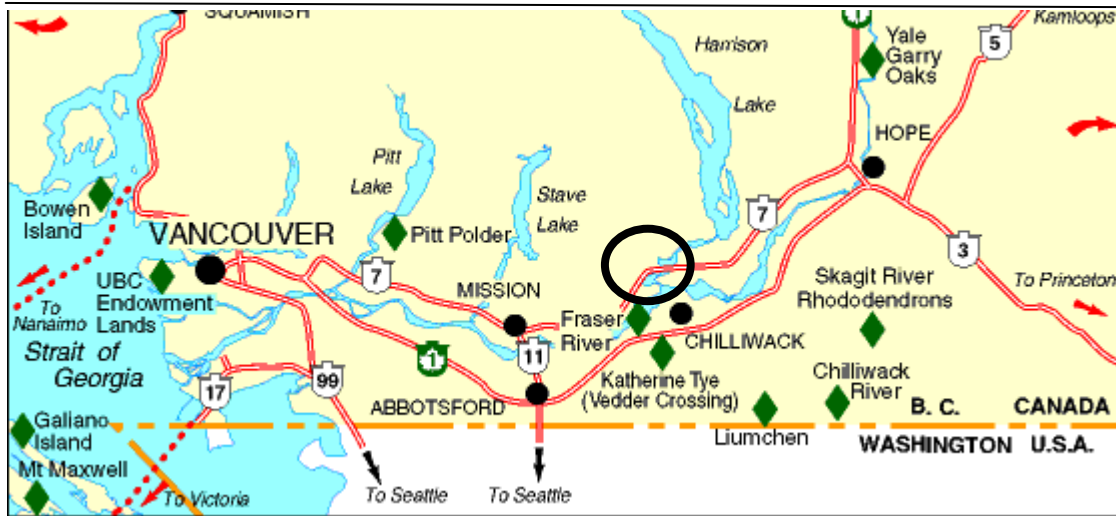 SQUAMISH
Harrison
Lake
1
Yale
Garry
Oaks
Kamloops
5
HOPE
Pitt
Lake
Stave
Lake
Bowen
Island
VANCOUVER
Pitt Polder
7
7
3
UBC
Endowment
Lands
MISSION
Skagit River
Rhododendrons
To Princeton
To
Nanaimo
Fraser
River
CHILLIWACK
Strait of
Georgia
1
11
17
99
Katherine Tye
(Vedder Crossing)
Chilliwack
River
ABBOTSFORD
B. C. CANADA
Galiano
Island
Liumchen
WASHINGTON U.S.A.
Mt Maxwell
To Victoria
To Seattle
To Seattle